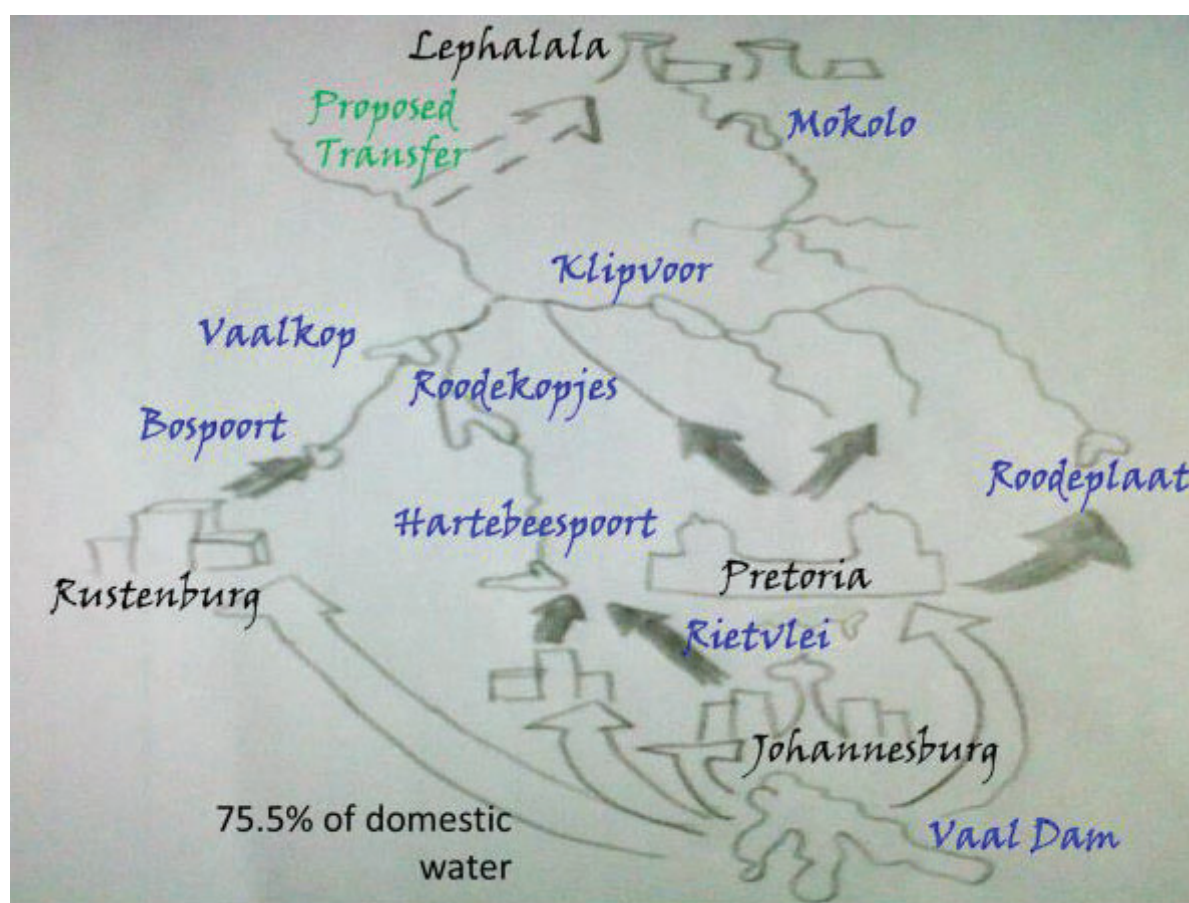 Lephalala
Proposed
Transfer
Mokolo
Klipvoor
Vaalkop
Roodekopjes
Bospoort
Roodeplaat
Hartebeespoort
Pretoria
Rustenburg
Rietvlei
Johannesburg
75.5% of domestic
water
Vaal Dam